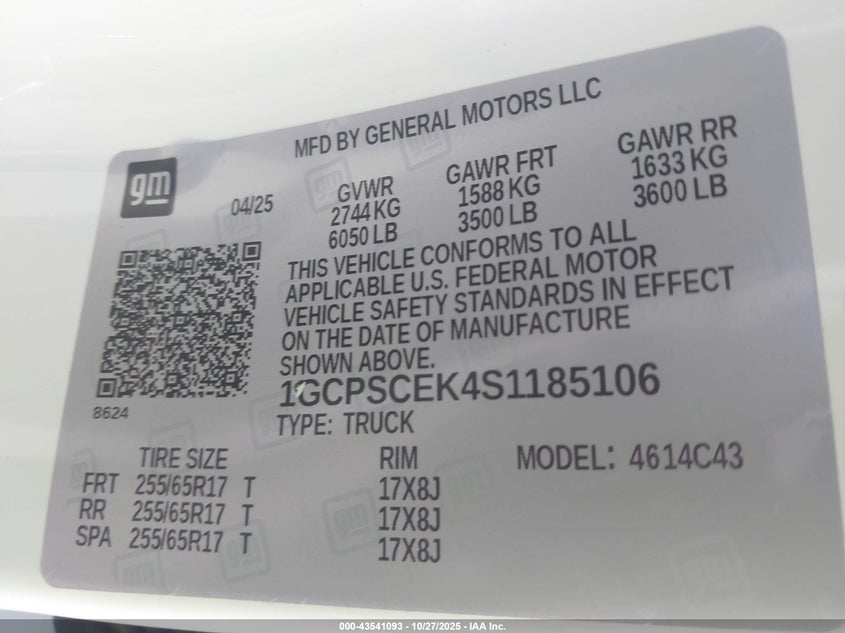 MFD BY GENERAL MOTORS LLC
gm
04/25
GVWR
2744 KG
6050 LB
GAWR FRT
1588 KG
3500 LB
GAWR RR
1633 KG
3600 LB
THIS VEHICLE CONFORMS TO ALL
APPLICABLE U.S. FEDERAL MOTOR
VEHICLE SAFETY STANDARDS IN EFFECT
ON THE DATE OF MANUFACTURE
SHOWN ABOVE.
1GCPSCEK4S1185106
8624
TYPE: TRUCK
TIRE SIZE RIM MODEL: 4614C43
FRT 255/65R17 T 17X8J
RR 255/65R17 T 17X8J
SPA 255/65R17 T 17X8J
000-43541093 - 10/27/2025 - IAA Inc.